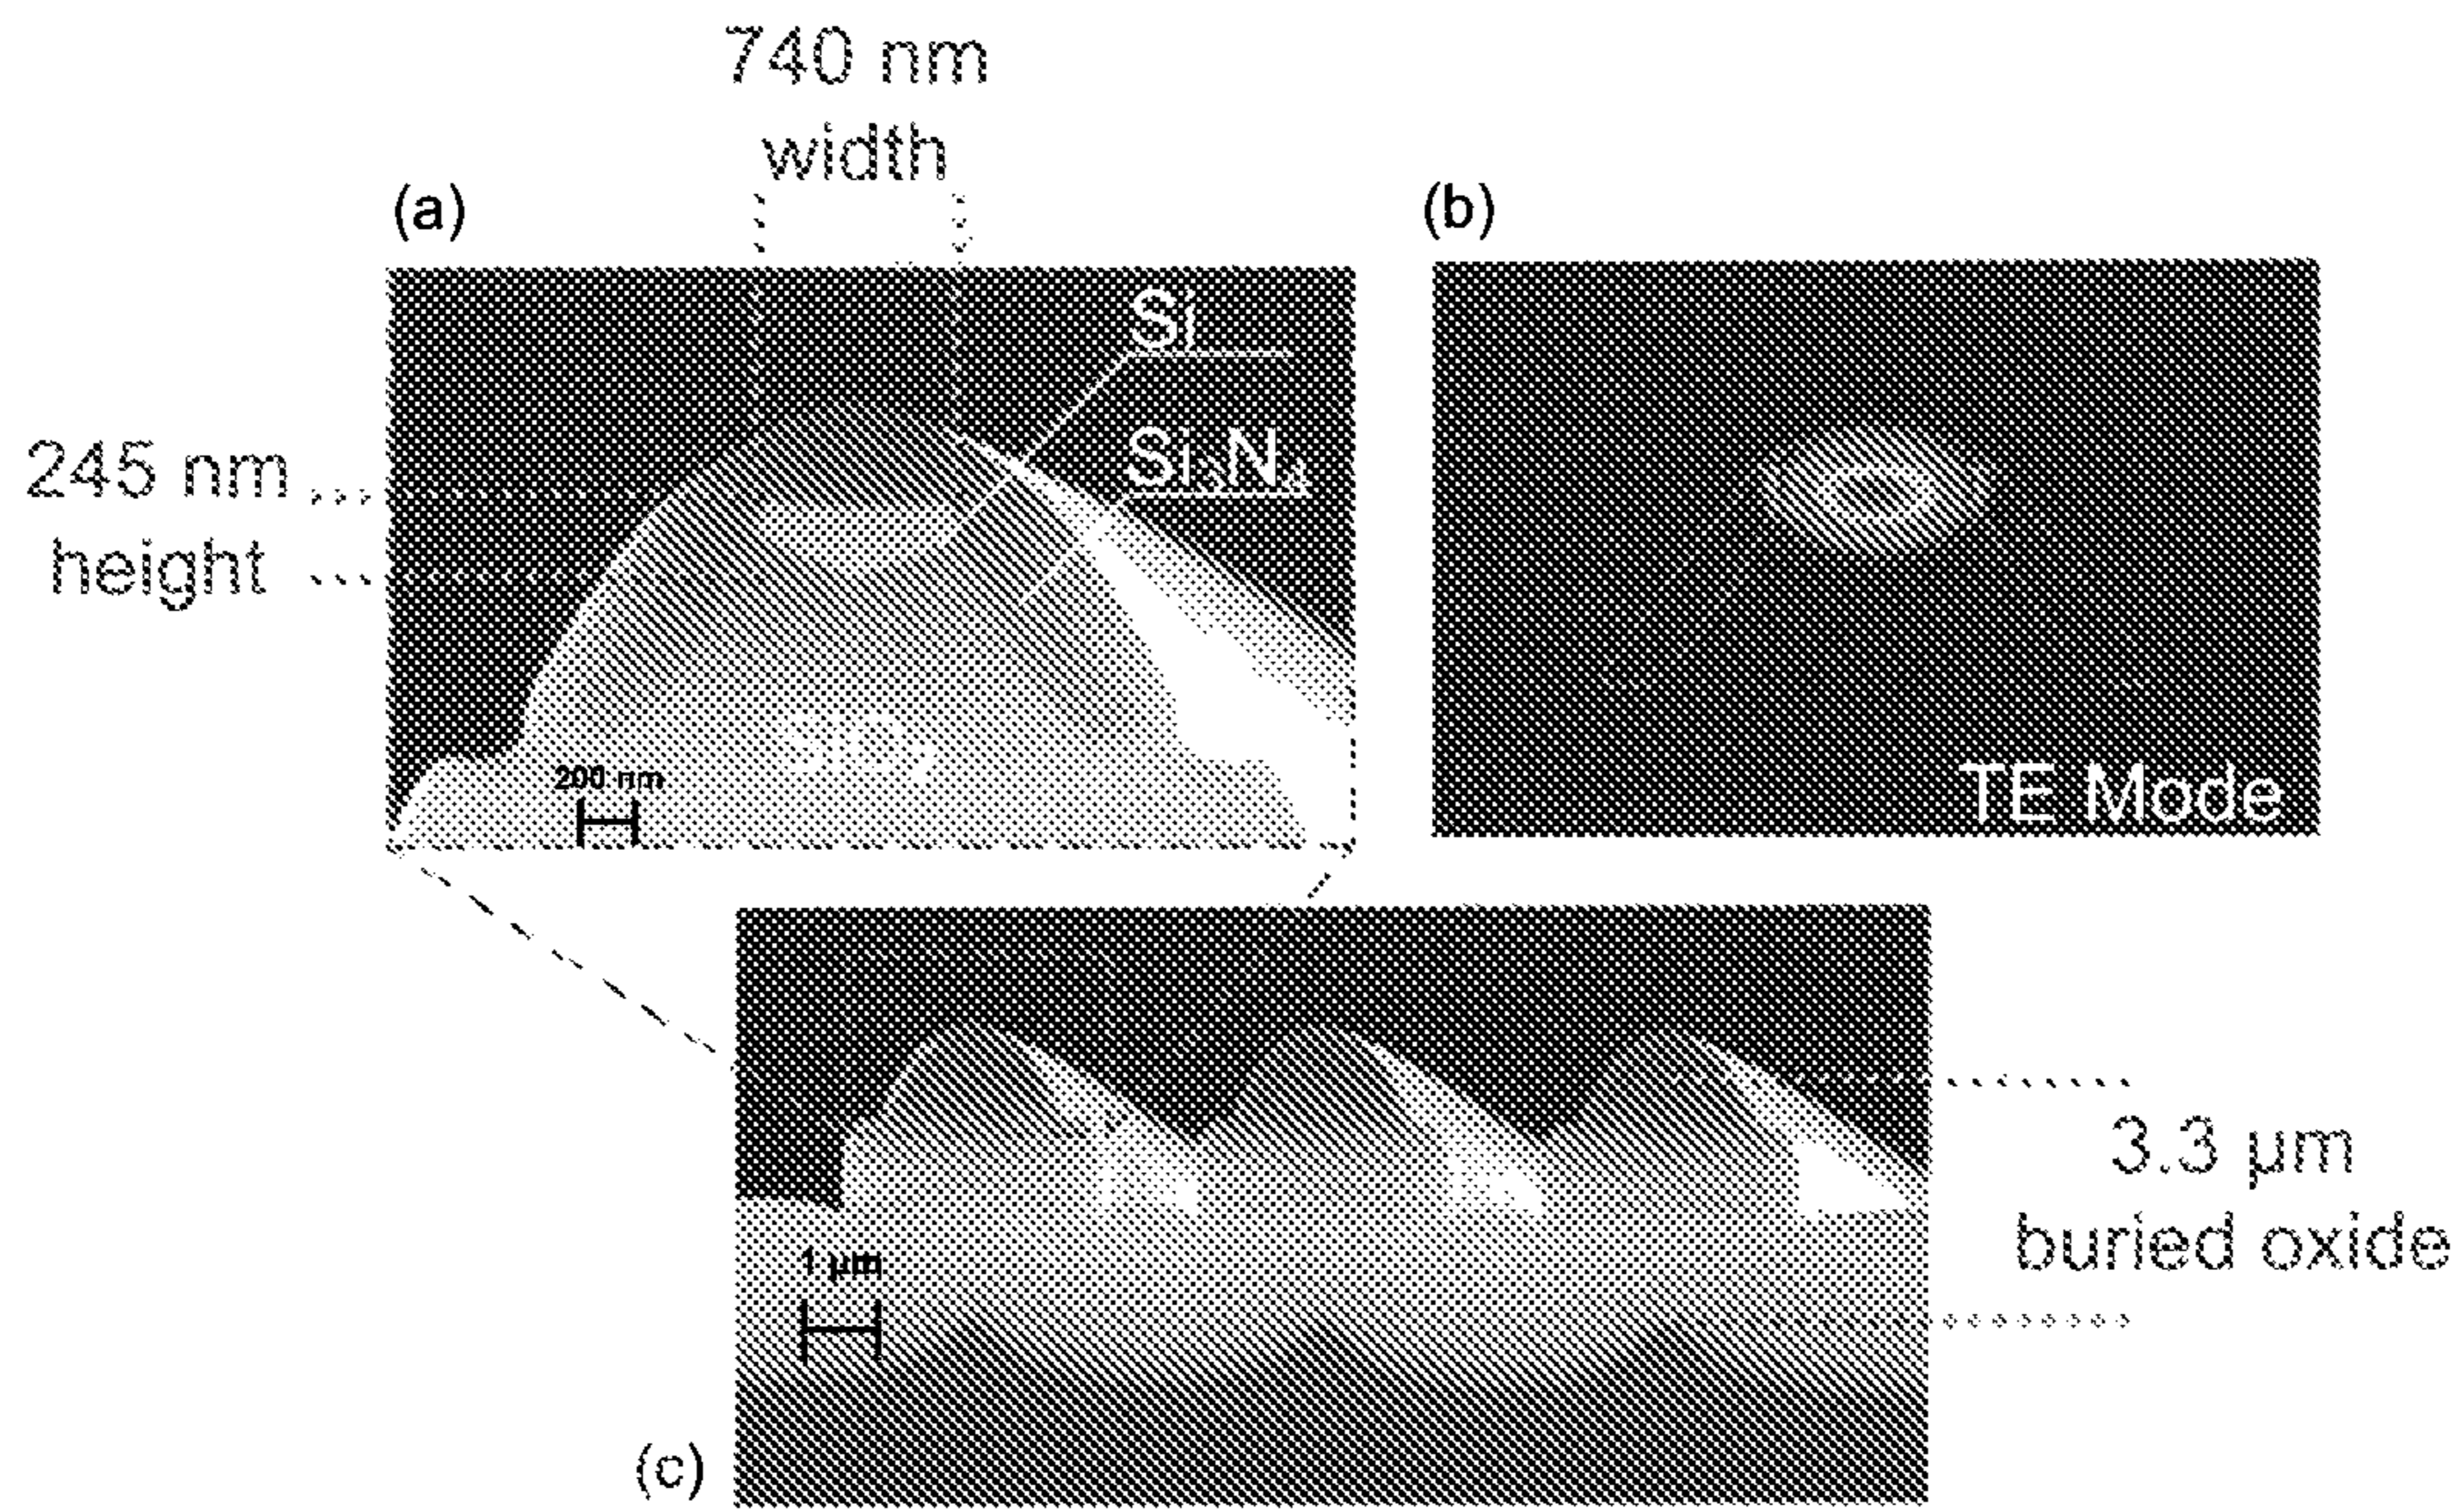 740 nm
width
(a)
(b)
Si
Si₃N₄
245 nm
height
SiO₂
200 nm
TE Mode
1 µm
3.3 µm
buried oxide
(c)